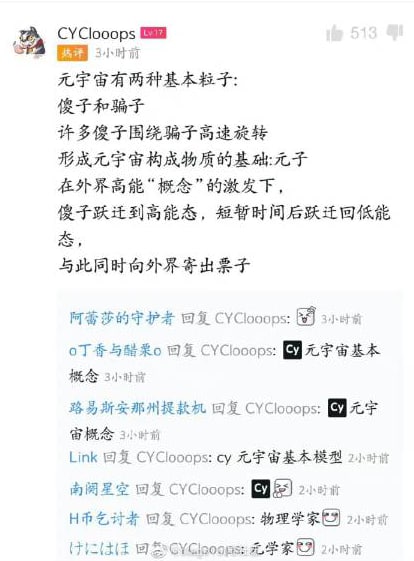 CYClooops Lv17 513
热评 3小时前
元宇宙有两种基本粒子:
傻子和骗子
许多傻子围绕骗子高速旋转
形成元宇宙构成物质的基础:元子
在外界高能“概念”的激发下，
傻子跃迁到高能态，短暂时间后跃迁回低能
态，
与此同时向外界寄出票子
阿蕾莎的守护者 回复 CYClooops: 3小时前
o丁香与醋栗o 回复 CYClooops: Cy 元宇宙基本
概念 3小时前
路易斯安那州提款机 回复 CYClooops: Cy 元宇
宙概念 3小时前
Link 回复 CYClooops: cy 元宇宙基本模型 2小时前
南阙星空 回复 CYClooops: Cy 2小时前
H币乞讨者 回复 CYClooops: 物理学家 2小时前
けにはほ 回复 CYClooops: 元学家 2小时前